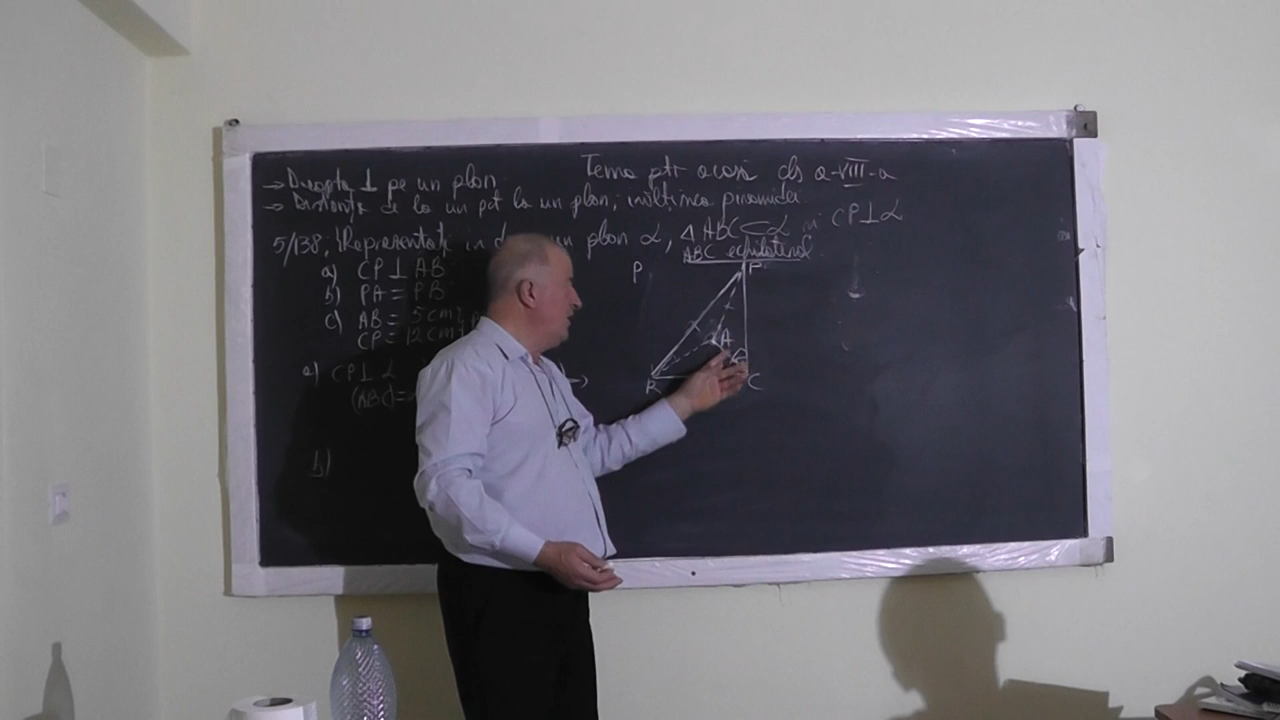 → Dreapta ⊥ pe un plan. Tema ptr acasă cls a-VIII-a
→ Distanța de la un pct la un plan; înălțimea piramidei
5/138; Reprezentați în un plan α, △ ABC ⊂ α și CP⊥α
ABC echilateral
a) CP ⊥ AB
b) PA = PB
c) AB = 5 cm;
CP = 12 cm;
P P
A
B C
a) CP⊥ α
(ABC)=
b)